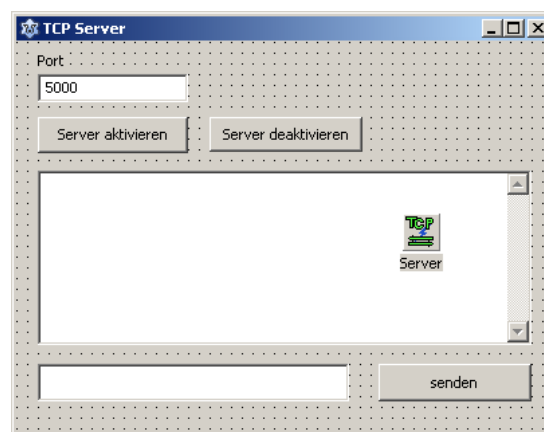 TCP Server
Port
5000
Server aktivieren
Server deaktivieren
TCP
Server
senden